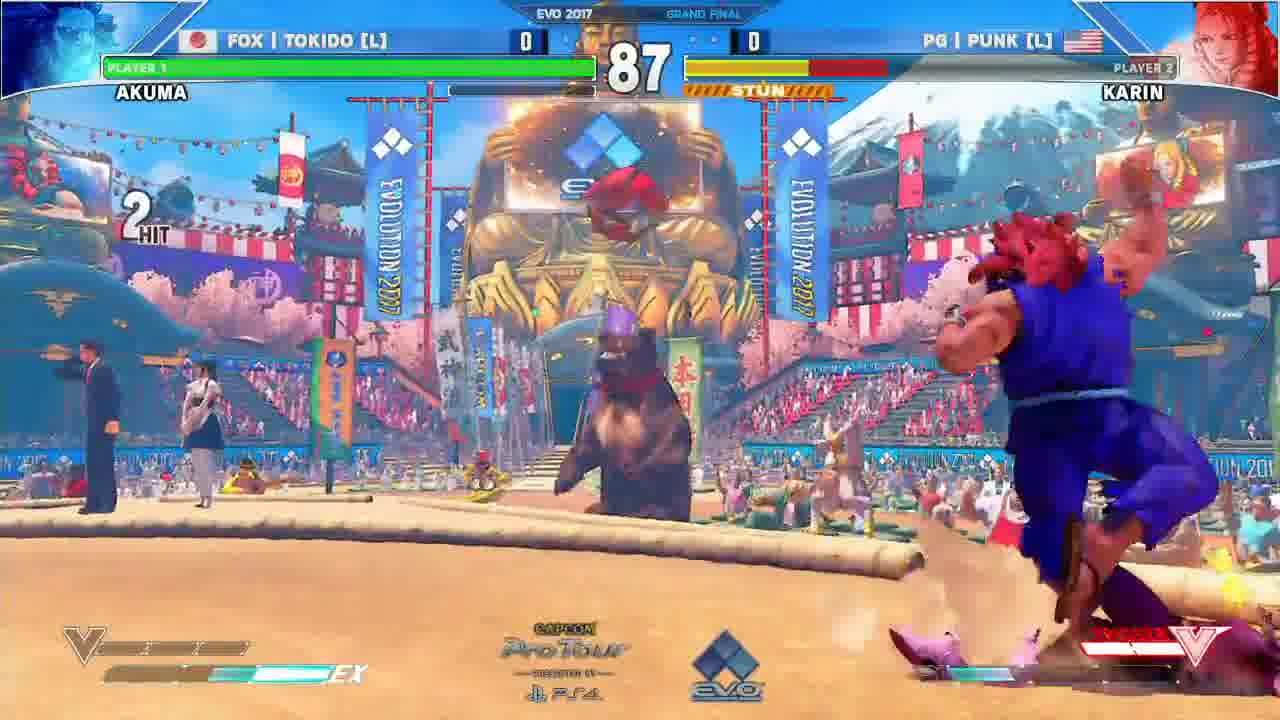 EVO 2017 GRAND FINAL
FOX | TOKIDO [L] 0 0 PG | PUNK [L]
PLAYER 1 87 PLAYER 2
AKUMA STUN KARIN
EVOLUTION 2017
EVOLUTION 2017
2
HIT
EX
CAPCOM
Pro Tour
PS4
EVO